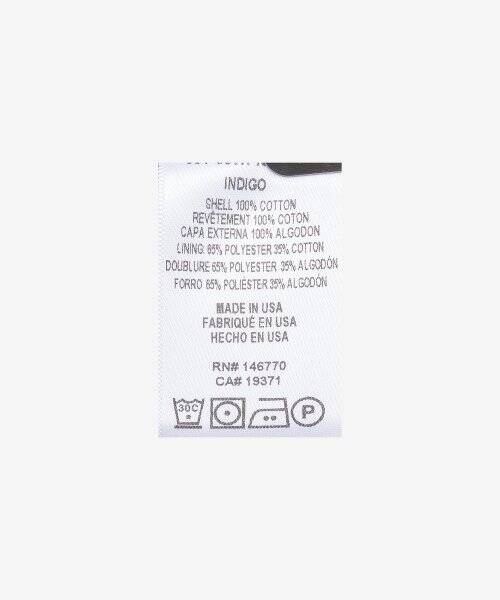 INDIGO
SHELL 100% COTTON
REVÊTEMENT 100% COTON
CAPA EXTERNA 100% ALGODON
LINING: 65% POLYESTER 35% COTTON
DOUBLURE 65% POLYESTER 35% ALGODÓN
FORRO 65% POLIÉSTER 35% ALGODÓN
MADE IN USA
FABRIQUÉ EN USA
HECHO EN USA
RN# 146770
CA# 19371
30C P